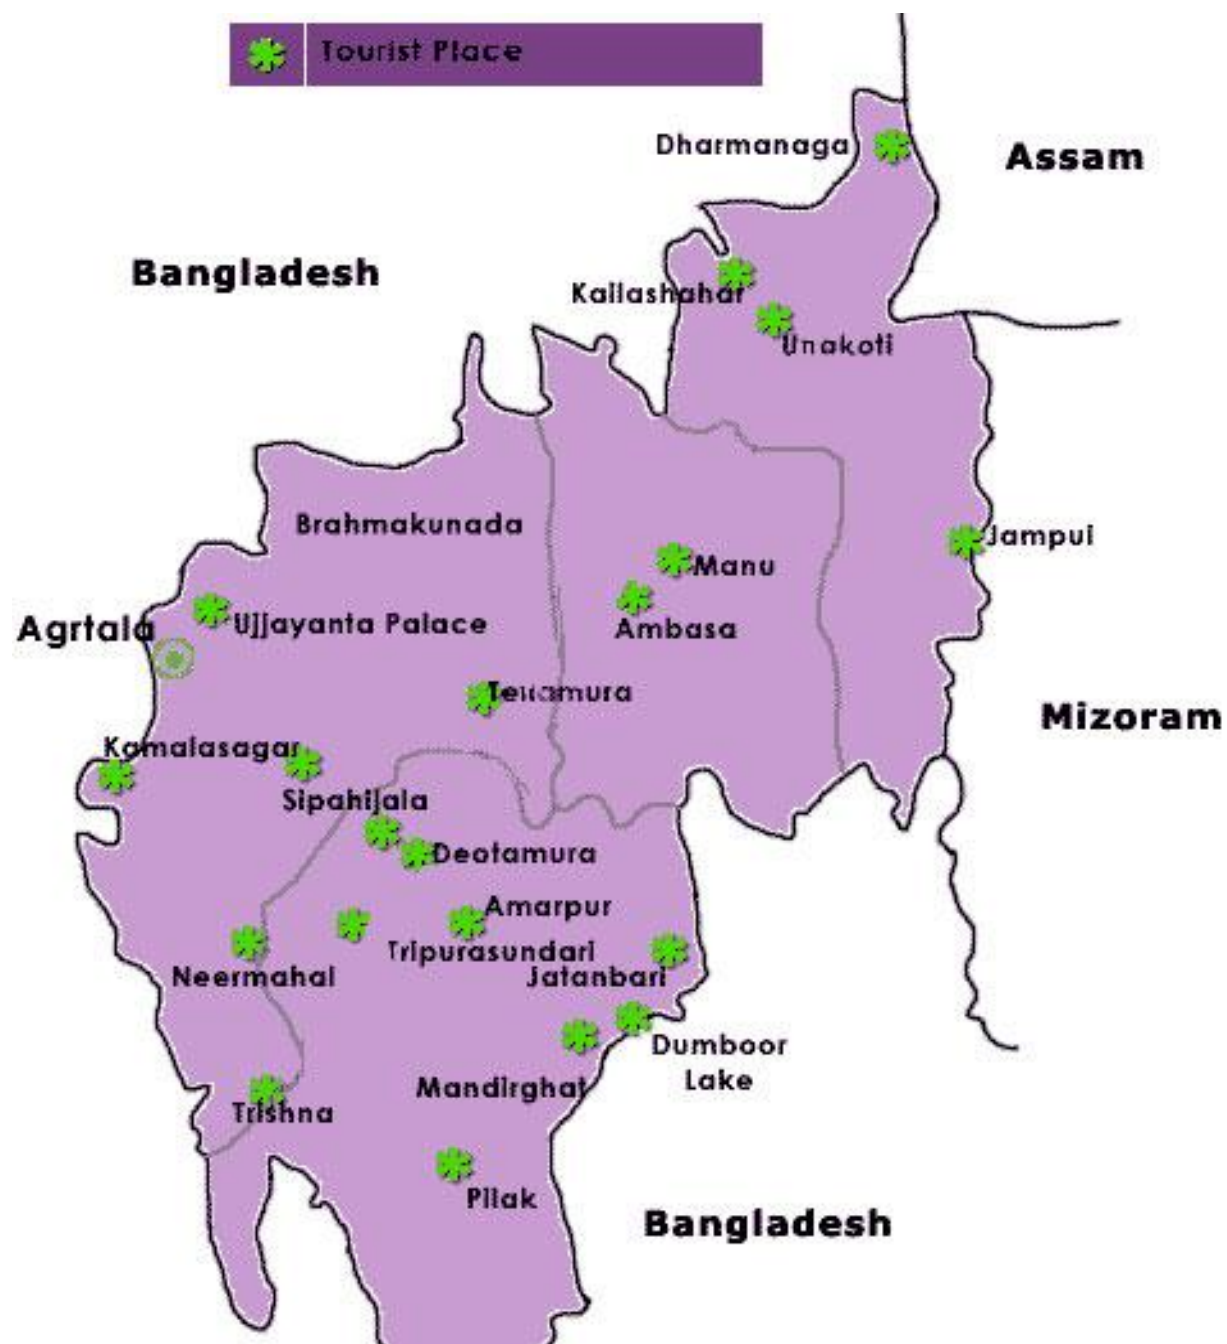 Tourist Place
Dharmanaga
Assam
Bangladesh
Kailashahar
Unakoti
Brahmakunada
Jampui
Manu
Agrtala
Ujjayanta Palace
Ambasa
Teliamura
Mizoram
Kamalasagar
Sipahijala
Deotamura
Amarpur
Tripurasundari
Neermahal
Jatanbari
Dumboor
Lake
Mandirghat
Trishna
Pilak
Bangladesh